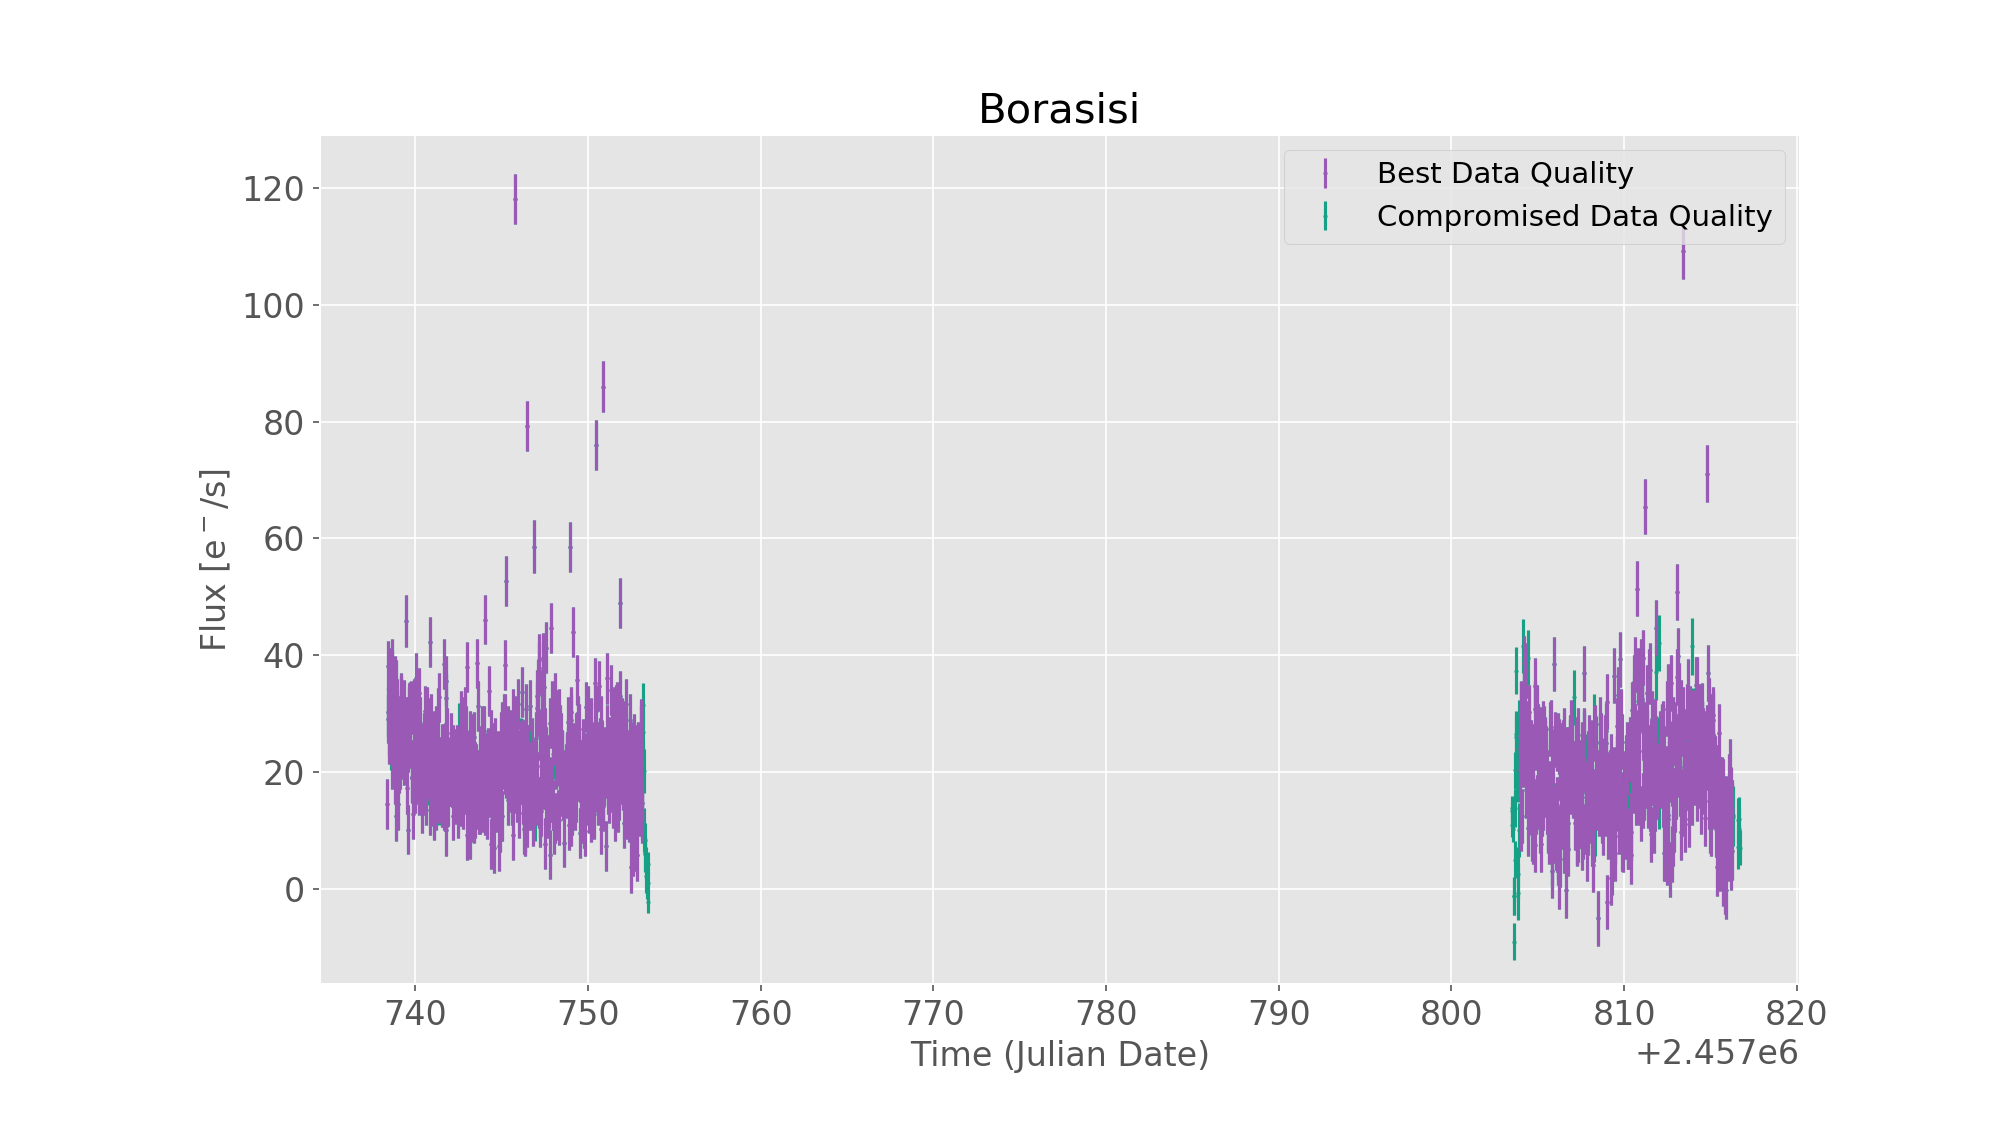 Borasisi
Best Data Quality
Compromised Data Quality
120
100
80
60
40
20
0
Flux [e⁻/s]
740 750 760 770 780 790 800 810 820
Time (Julian Date)
+2.457e6